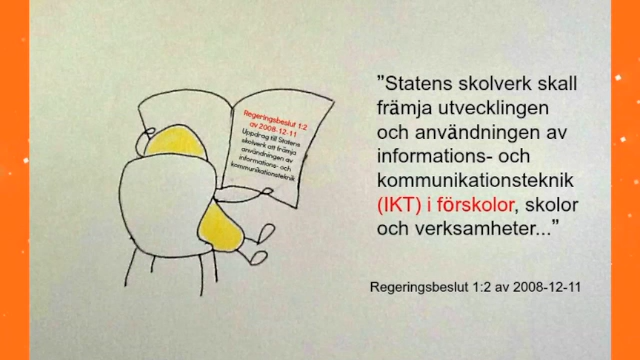 Regeringsbeslut 1:2
av 2008-12-11
Uppdrag till Statens
skolverk att främja
användningen av
informations- och
kommunikationsteknik
"Statens skolverk skall
främja utvecklingen
och användningen av
informations- och
kommunikationsteknik
(IKT) i förskolor, skolor
och verksamheter..."
Regeringsbeslut 1:2 av 2008-12-11